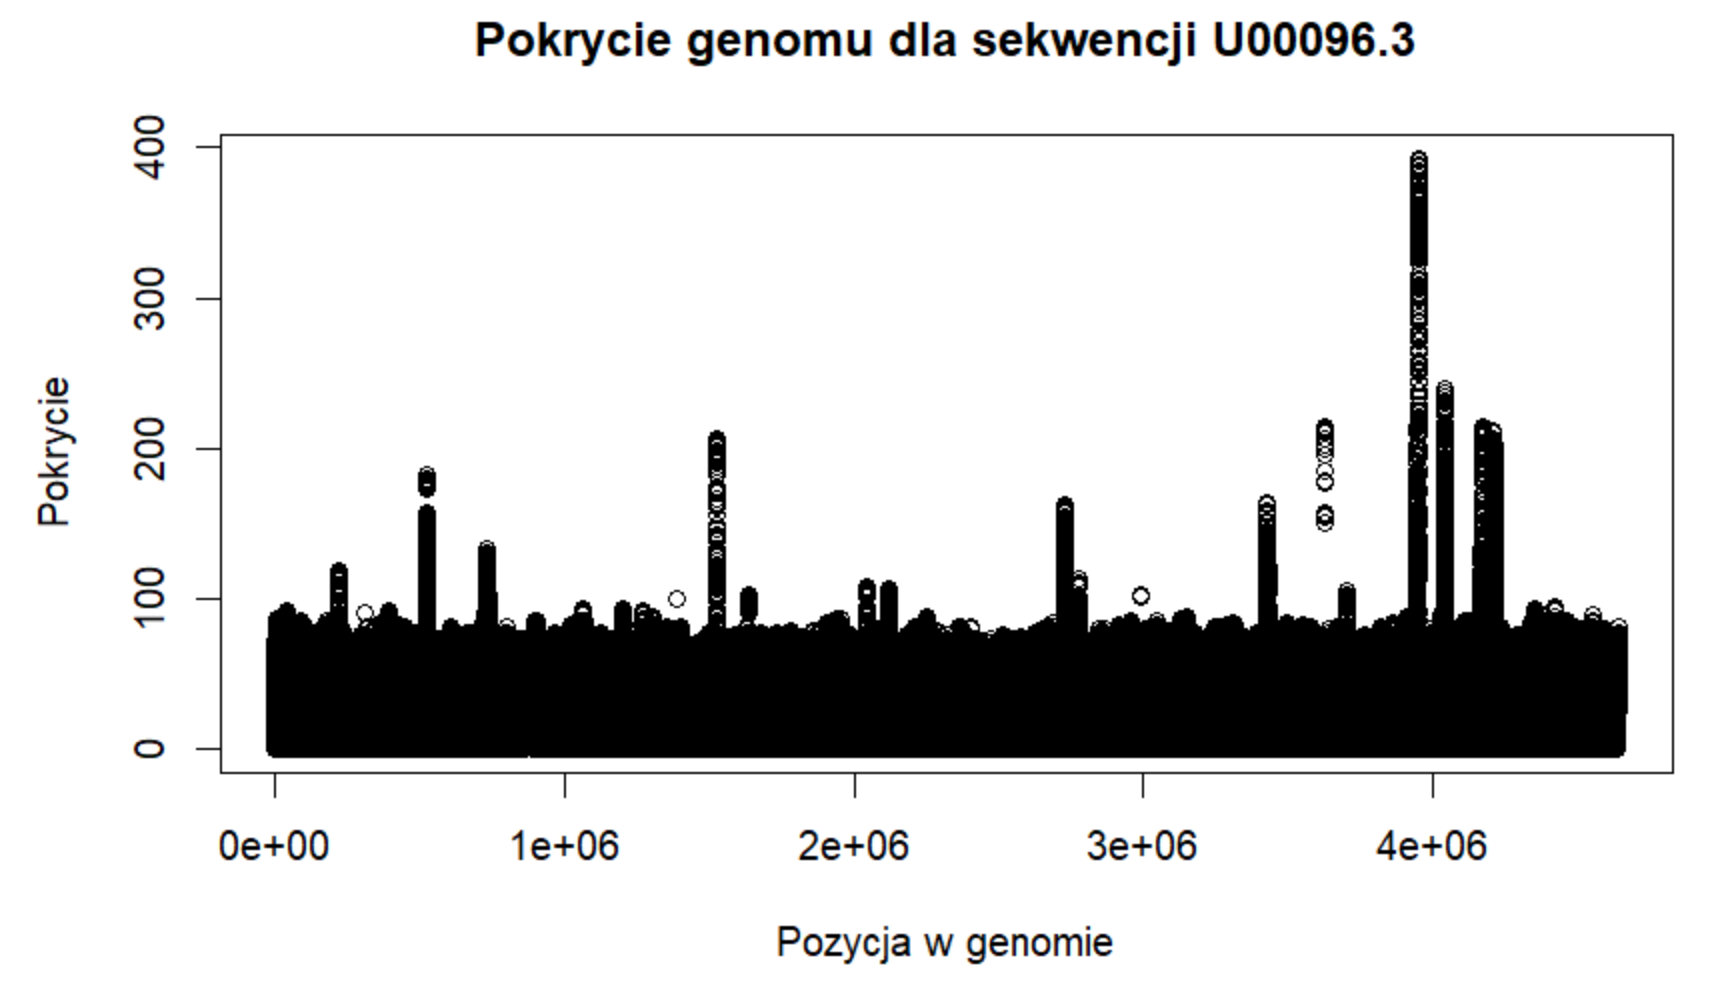 Pokrycie genomu dla sekwencji U00096.3
400
300
200
100
0
Pokrycie
0e+00 1e+06 2e+06 3e+06 4e+06
Pozycja w genomie